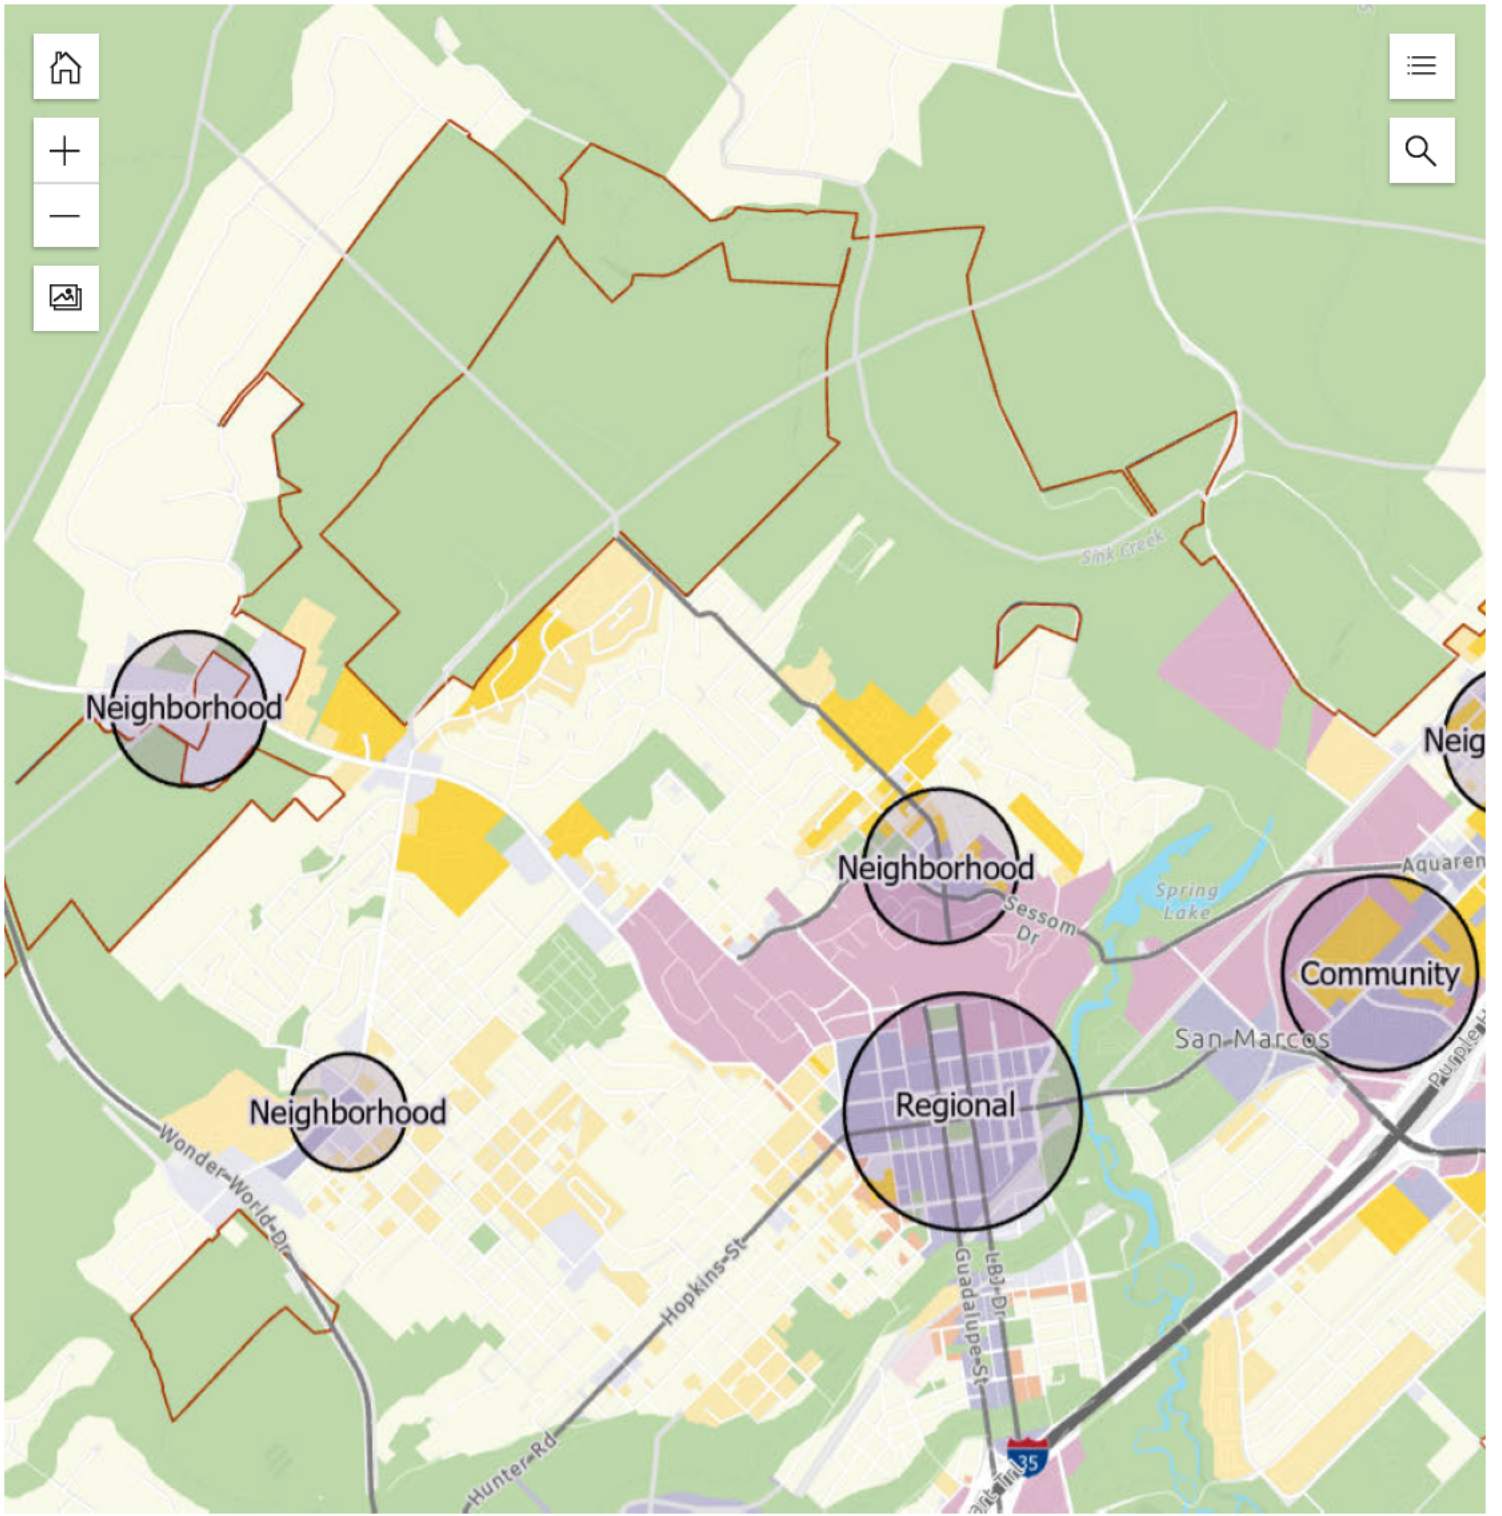 Sink Creek
Neighborhood
Neig
Neighborhood
Aquaren
Spring
Lake
Sessom
Dr
Community
San Marcos
Purple H
Regional
Neighborhood
Wonder-World-Dr
Hopkins-St
Guadalupe-St
LBJ-Dr
Hunter-Rd
35